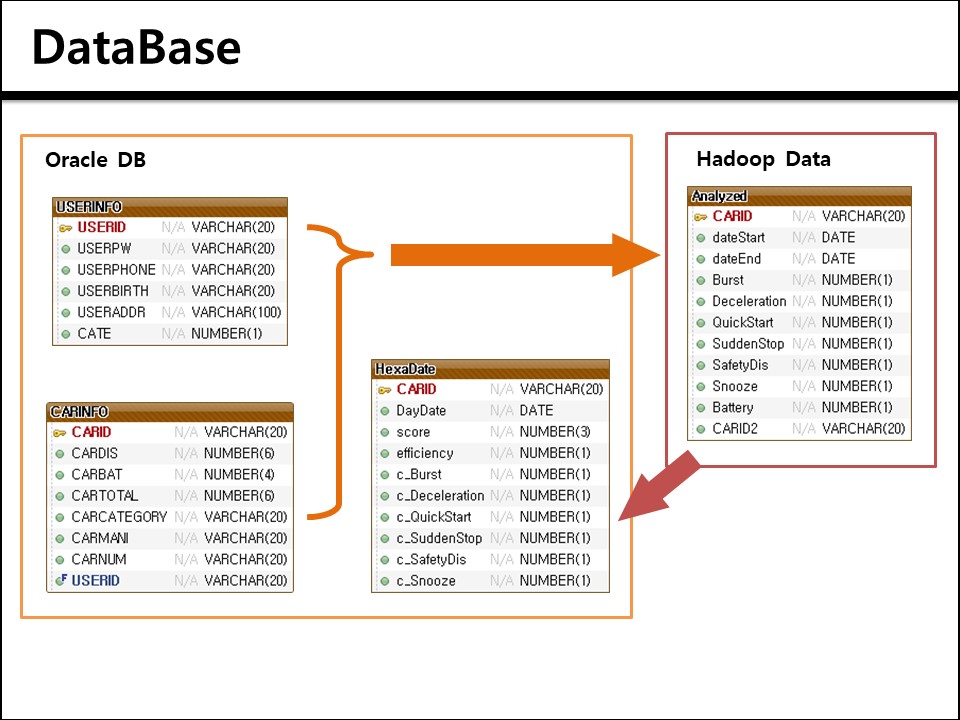 DataBase
Oracle DB
USERINFO
USERID N/A VARCHAR(20)
USERPW N/A VARCHAR(20)
USERPHONE N/A VARCHAR(20)
USERBIRTH N/A VARCHAR(20)
USERADDR N/A VARCHAR(100)
CATE N/A NUMBER(1)
CARINFO
CARID N/A VARCHAR(20)
CARDIS N/A NUMBER(6)
CARBAT N/A NUMBER(4)
CARTOTAL N/A NUMBER(6)
CARCATEGORY N/A VARCHAR(20)
CARMANI N/A VARCHAR(20)
CARNUM N/A VARCHAR(20)
F USERID N/A VARCHAR(20)
HexaDate
CARID N/A VARCHAR(20)
DayDate N/A DATE
score N/A NUMBER(3)
efficiency N/A NUMBER(1)
c_Burst N/A NUMBER(1)
c_Deceleration N/A NUMBER(1)
c_QuickStart N/A NUMBER(1)
c_SuddenStop N/A NUMBER(1)
c_SafetyDis N/A NUMBER(1)
c_Snooze N/A NUMBER(1)
Hadoop Data
Analyzed
CARID N/A VARCHAR(20)
dateStart N/A DATE
dateEnd N/A DATE
Burst N/A NUMBER(1)
Deceleration N/A NUMBER(1)
QuickStart N/A NUMBER(1)
SuddenStop N/A NUMBER(1)
SafetyDis N/A NUMBER(1)
Snooze N/A NUMBER(1)
Battery N/A NUMBER(1)
CARID2 N/A VARCHAR(20)